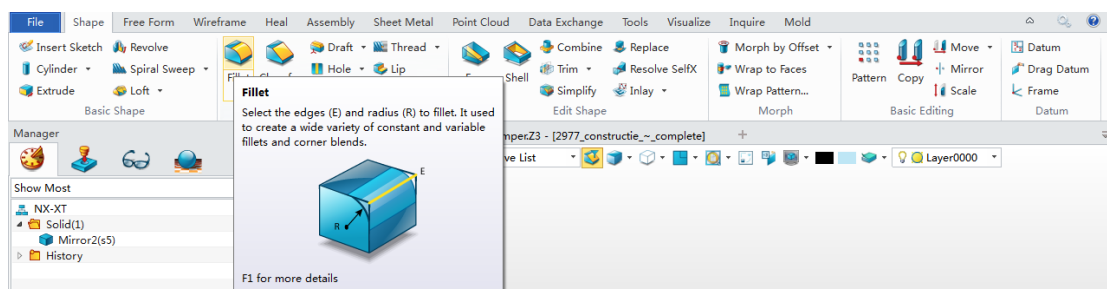 File Shape Free Form Wireframe Heal Assembly Sheet Metal Point Cloud Data Exchange Tools Visualize Inquire Mold
Insert Sketch Revolve Draft Thread Combine Replace Morph by Offset Move Datum
Cylinder Spiral Sweep Hole Lip Shell Trim Resolve SelfX Wrap to Faces Pattern Copy Mirror Drag Datum
Extrude Loft Simplify Inlay Wrap Pattern... Scale Frame
Basic Shape Edit Shape Morph Basic Editing Datum
Fillet
Select the edges (E) and radius (R) to fillet. It used
to create a wide variety of constant and variable
fillets and corner blends.
E
R
F1 for more details
Manager
mper.Z3 - [2977_constructie_~_complete]
ve List Layer0000
Show Most
NX-XT
Solid(1)
Mirror2(s5)
History